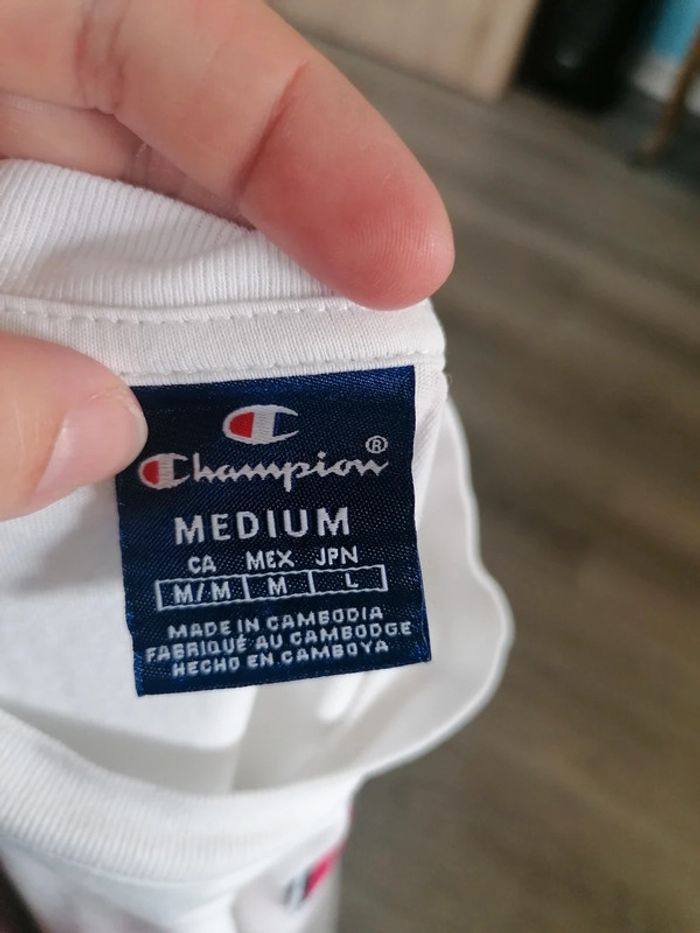 Champion®
MEDIUM
CA MEX JPN
M/M M L
MADE IN CAMBODIA
FABRIQUÉ AU CAMBODGE
HECHO EN CAMBOYA